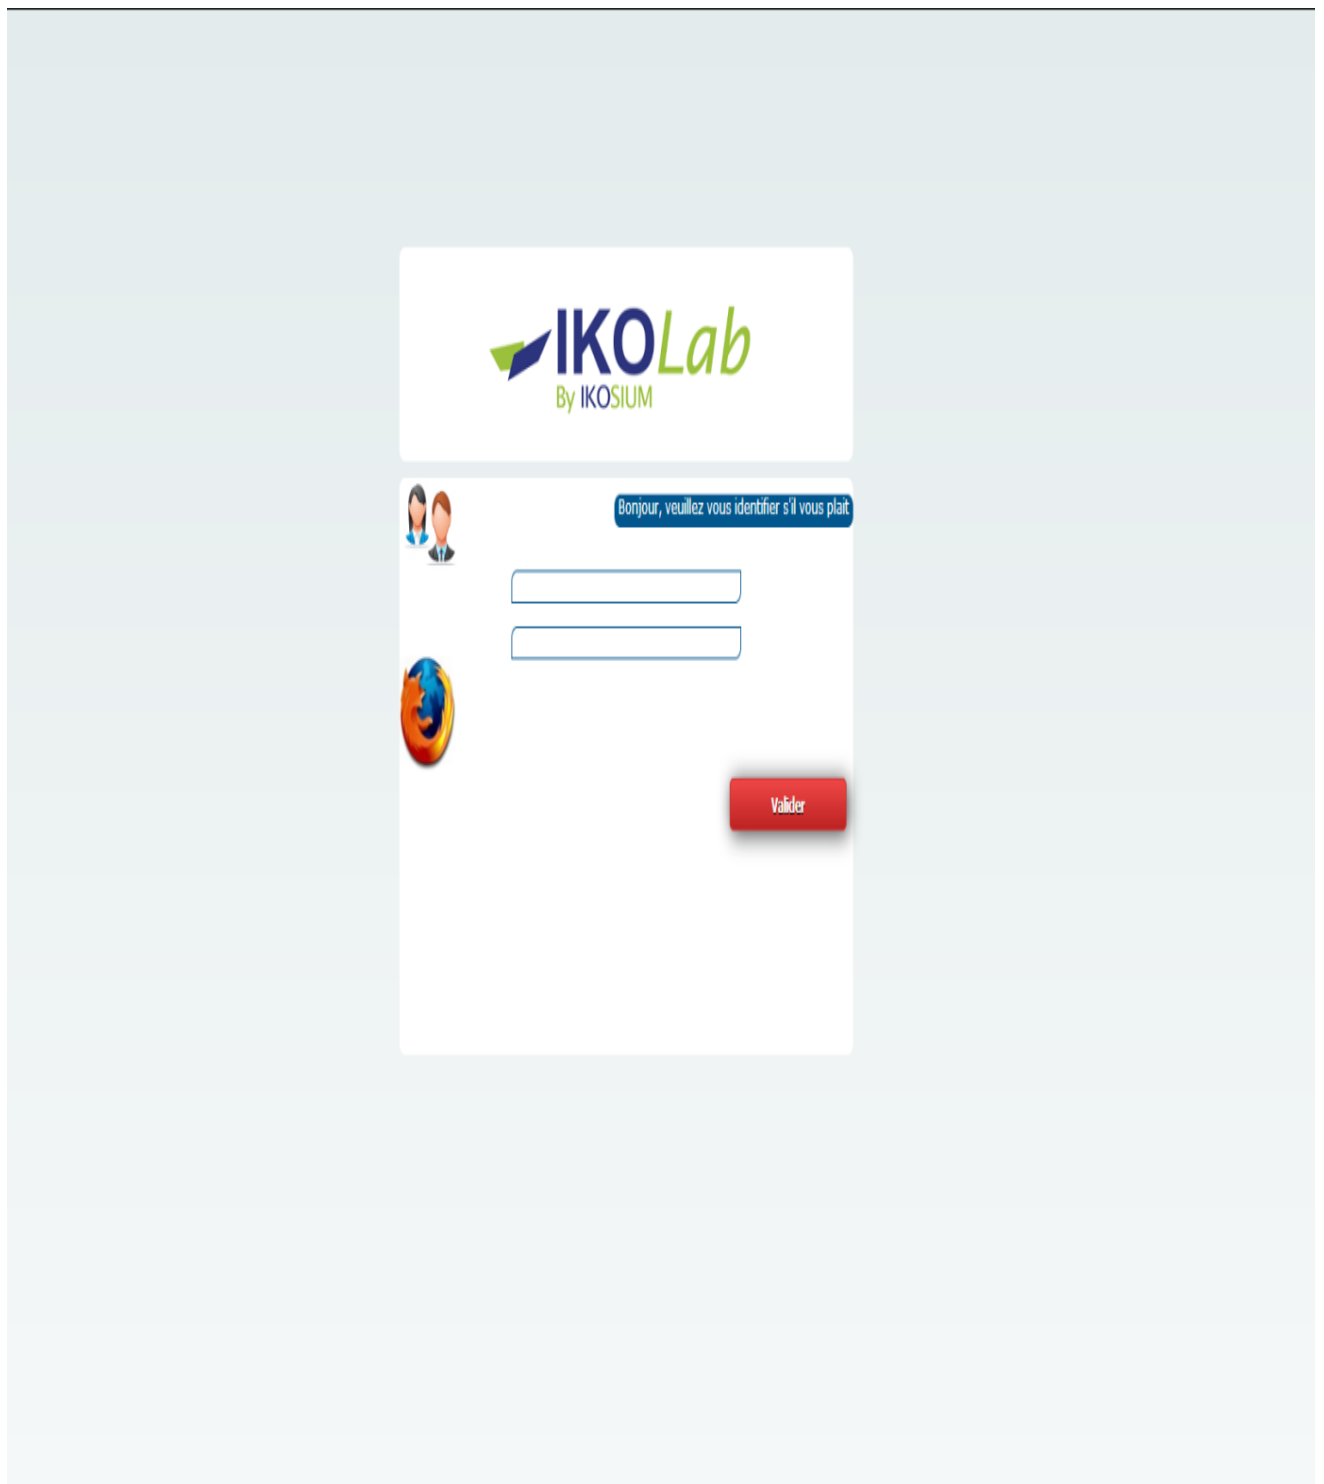 IKOLab
By IKOSIUM
Bonjour, veuillez vous identifier s'il vous plait
Valider